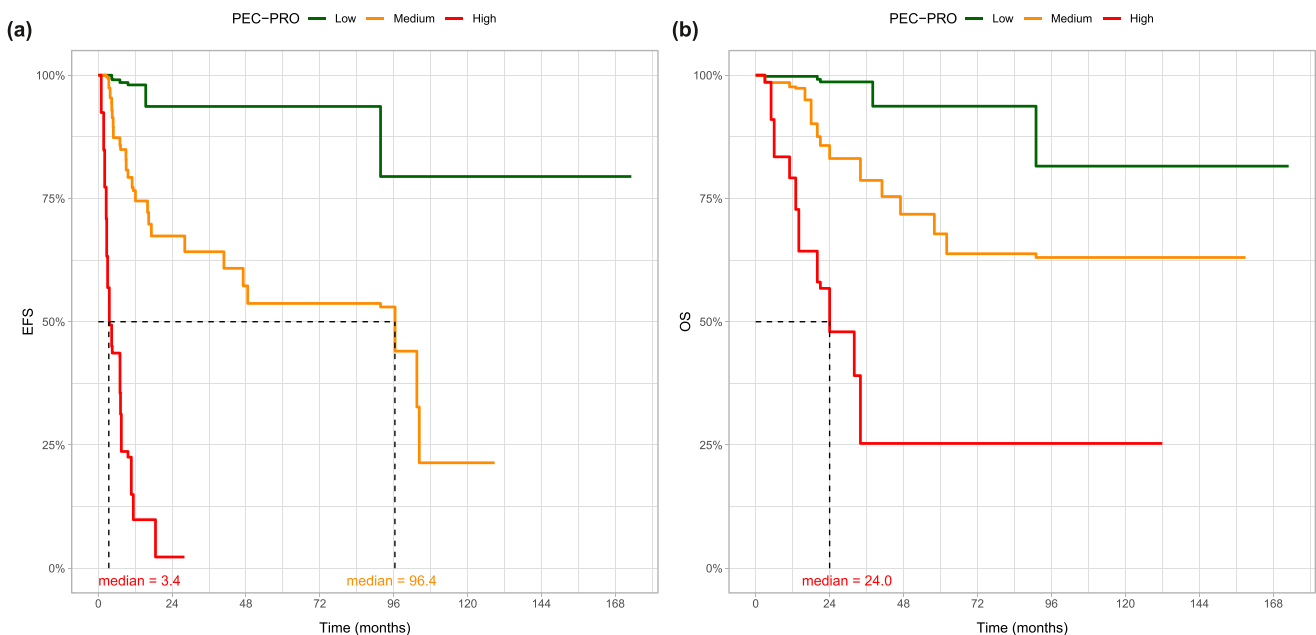 (a)
PEC−PRO Low Medium High
100%
75%
50%
25%
0%
EFS
median = 3.4
median = 96.4
0 24 48 72 96 120 144 168
Time (months)
(b)
PEC−PRO Low Medium High
100%
75%
50%
25%
0%
OS
median = 24.0
0 24 48 72 96 120 144 168
Time (months)